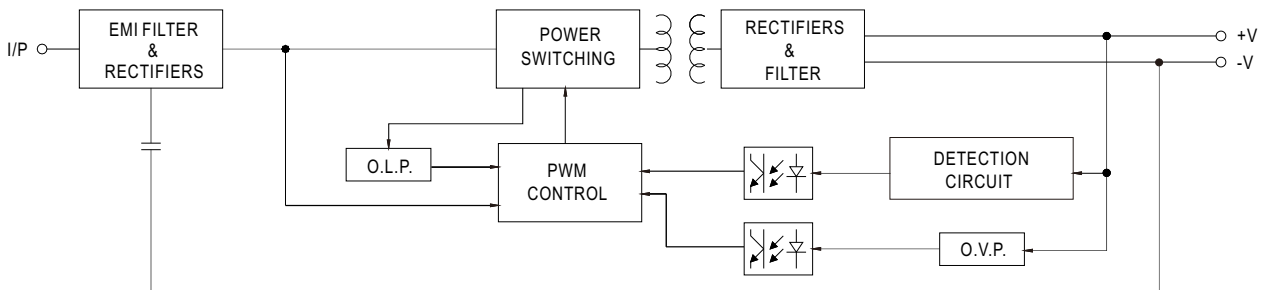 I/P
EMI FILTER
&
RECTIFIERS
POWER
SWITCHING
RECTIFIERS
&
FILTER
+V
-V
O.L.P.
PWM
CONTROL
DETECTION
CIRCUIT
O.V.P.